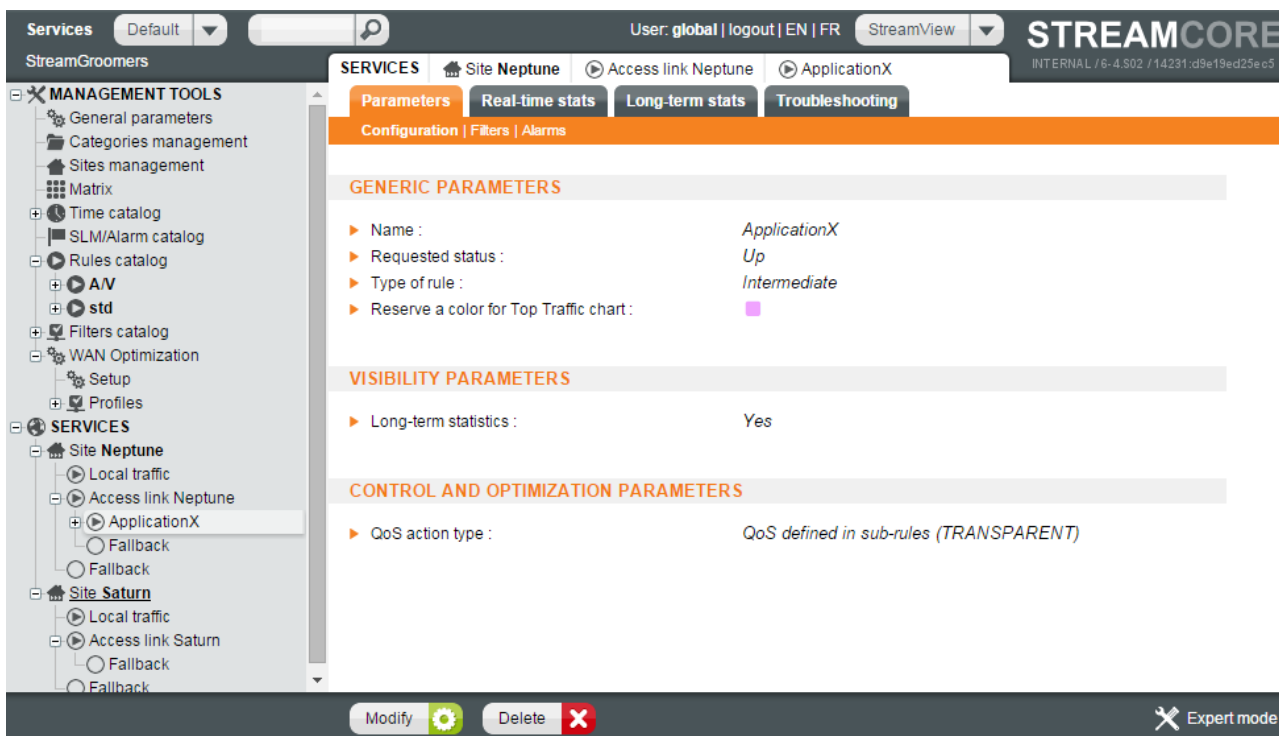 Services Default User: global | logout | EN | FR StreamView STREAMCORE
StreamGroomers INTERNAL / 6-4.S02 / 14231:d9e19ed25ec5
SERVICES Site Neptune Access link Neptune ApplicationX
Parameters Real-time stats Long-term stats Troubleshooting
Configuration | Filters | Alarms
MANAGEMENT TOOLS
General parameters
Categories management
Sites management
Matrix
Time catalog
SLM/Alarm catalog
Rules catalog
A/V
std
Filters catalog
WAN Optimization
Setup
Profiles
SERVICES
Site Neptune
Local traffic
Access link Neptune
ApplicationX
Fallback
Fallback
Site Saturn
Local traffic
Access link Saturn
Fallback
Fallback
GENERIC PARAMETERS
Name : ApplicationX
Requested status : Up
Type of rule : Intermediate
Reserve a color for Top Traffic chart :
VISIBILITY PARAMETERS
Long-term statistics : Yes
CONTROL AND OPTIMIZATION PARAMETERS
QoS action type : QoS defined in sub-rules (TRANSPARENT)
Modify Delete Expert mode